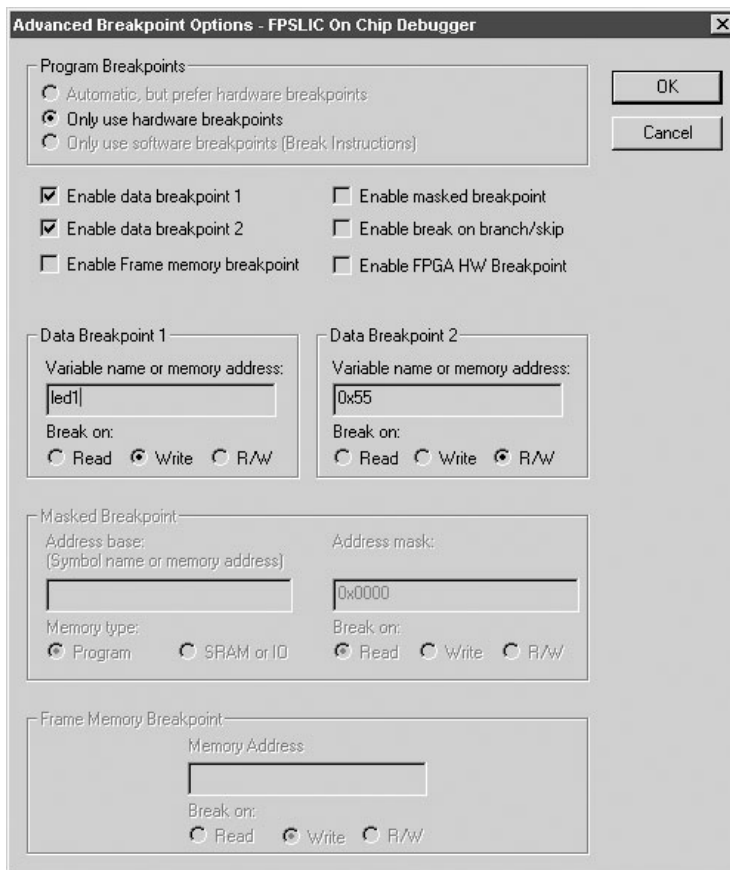 Advanced Breakpoint Options - FPSLIC On Chip Debugger
Program Breakpoints
Automatic, but prefer hardware breakpoints
Only use hardware breakpoints
Only use software breakpoints (Break Instructions)
OK
Cancel
Enable data breakpoint 1
Enable masked breakpoint
Enable data breakpoint 2
Enable break on branch/skip
Enable Frame memory breakpoint
Enable FPGA HW Breakpoint
Data Breakpoint 1
Variable name or memory address:
led1
Break on:
Read Write R/W
Data Breakpoint 2
Variable name or memory address:
0x55
Break on:
Read Write R/W
Masked Breakpoint
Address base:
(Symbol name or memory address)
Memory type:
Program SRAM or IO
Address mask:
0x0000
Break on:
Read Write R/W
Frame Memory Breakpoint
Memory Address
Break on:
Read Write R/W